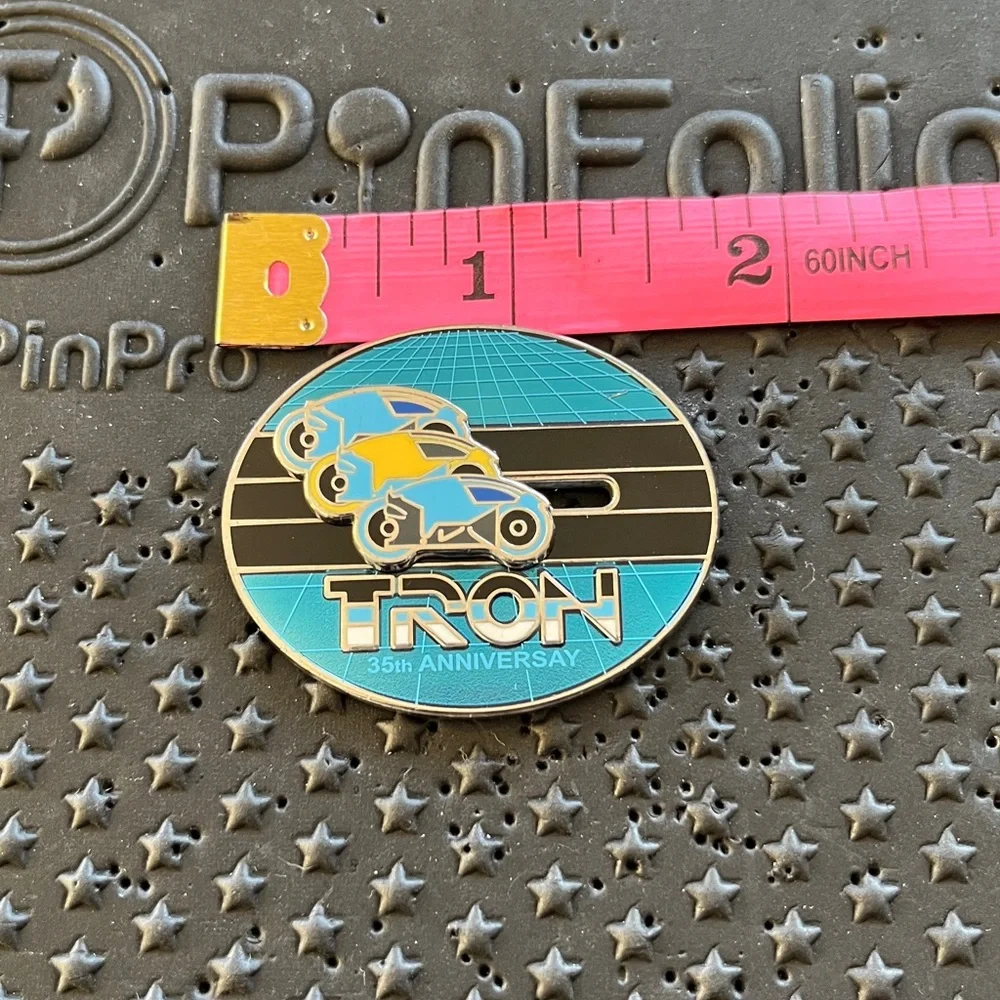 PinFolio
1 2 60INCH
PinPro
TRON
35th ANNIVERSAY